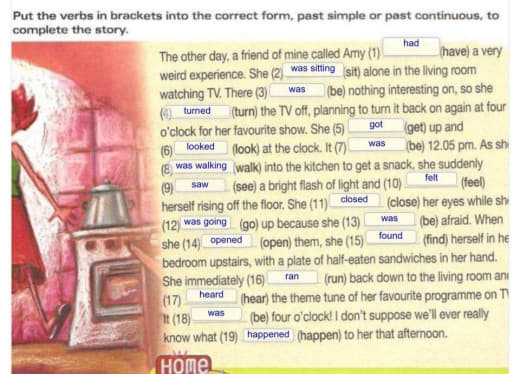 Put the verbs in brackets into the correct form, past simple or past continuous, to
complete the story.
The other day, a friend of mine called Amy (1) had (have) a very
weird experience. She (2) was sitting (sit) alone in the living room
watching TV. There (3) was (be) nothing interesting on, so she
(4) turned (turn) the TV off, planning to turn it back on again at four
o'clock for her favourite show. She (5) got (get) up and
(6) looked (look) at the clock. It (7) was (be) 12.05 pm. As sh
(8) was walking (walk) into the kitchen to get a snack, she suddenly
(9) saw (see) a bright flash of light and (10) felt (feel)
herself rising off the floor. She (11) closed (close) her eyes while sh
(12) was going (go) up because she (13) was (be) afraid. When
she (14) opened (open) them, she (15) found (find) herself in he
bedroom upstairs, with a plate of half-eaten sandwiches in her hand.
She immediately (16) ran (run) back down to the living room an
(17) heard (hear) the theme tune of her favourite programme on T
It (18) was (be) four o'clock! I don't suppose we'll ever really
know what (19) happened (happen) to her that afternoon.
HOME